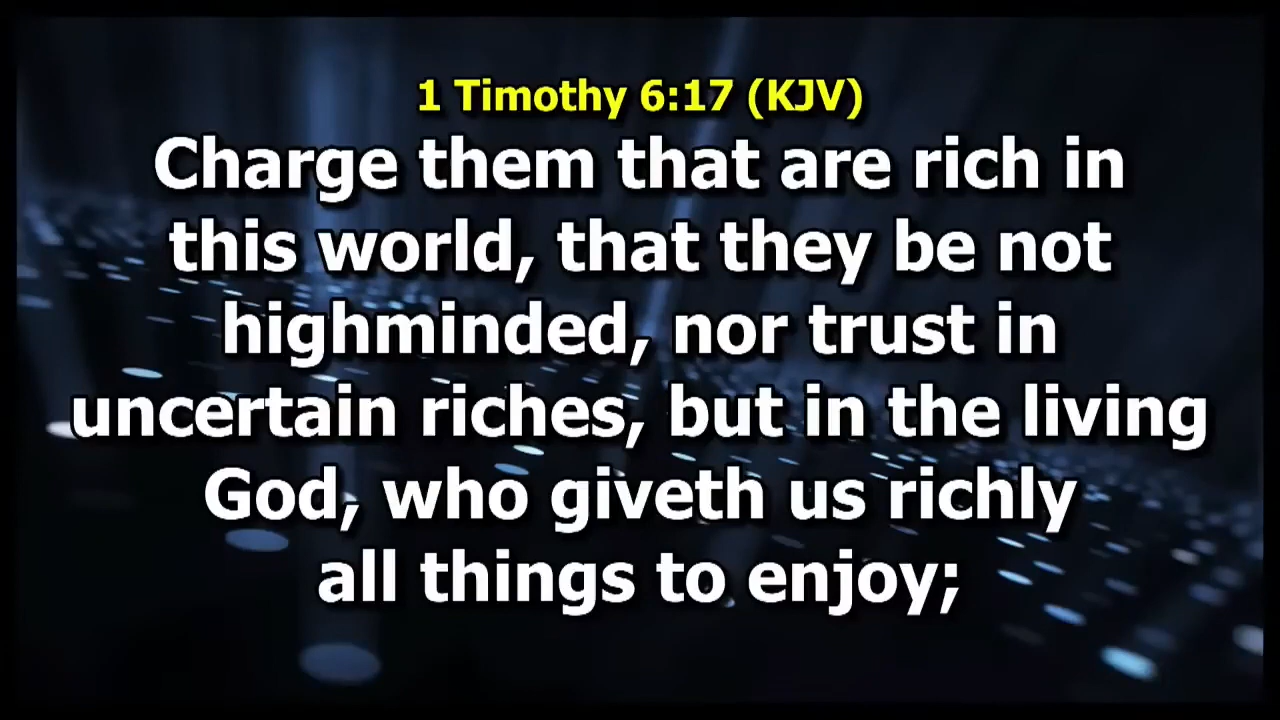 1 Timothy 6:17 (KJV)
Charge them that are rich in
this world, that they be not
highminded, nor trust in
uncertain riches, but in the living
God, who giveth us richly
all things to enjoy;